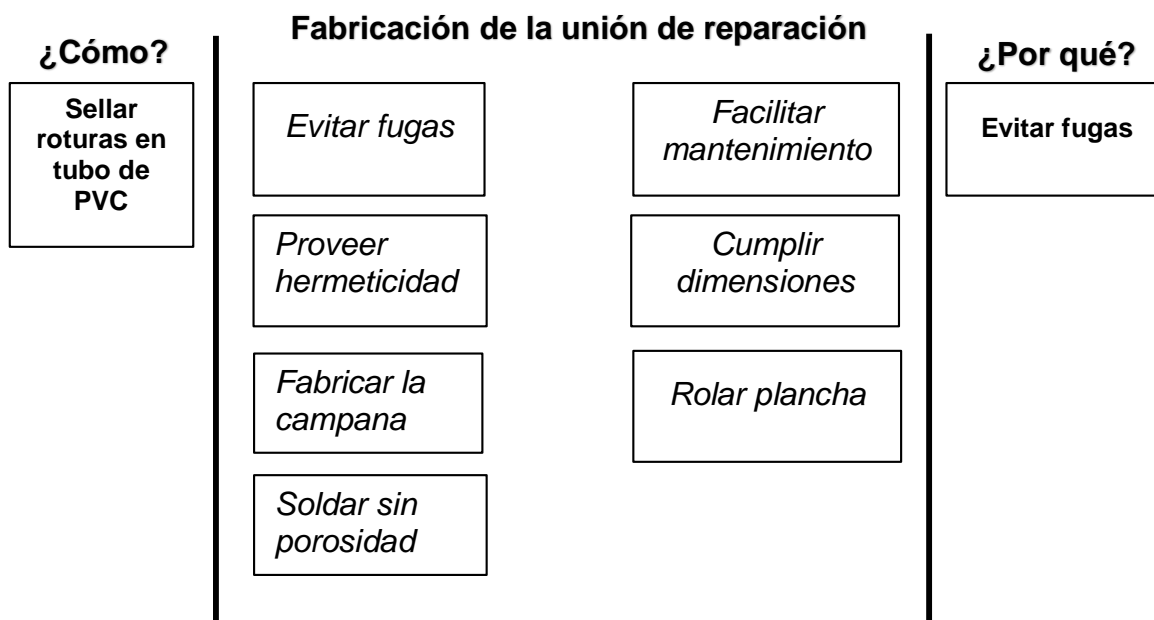 Fabricación de la unión de reparación
¿Cómo?
Sellar
roturas en
tubo de
PVC
Evitar fugas
Proveer
hermeticidad
Fabricar la
campana
Soldar sin
porosidad
Facilitar
mantenimiento
Cumplir
dimensiones
Rolar plancha
¿Por qué?
Evitar fugas